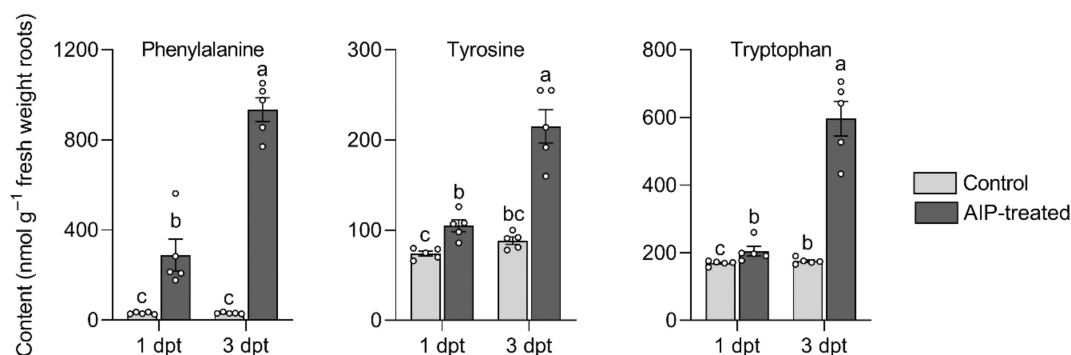 Content (nmol g⁻¹ fresh weight roots)
Phenylalanine
1200
800
400
0
c
b
c
a
1 dpt
3 dpt
Tyrosine
300
200
100
0
c
b
bc
a
1 dpt
3 dpt
Tryptophan
800
600
400
200
0
c
b
b
a
1 dpt
3 dpt
Control
AIP-treated